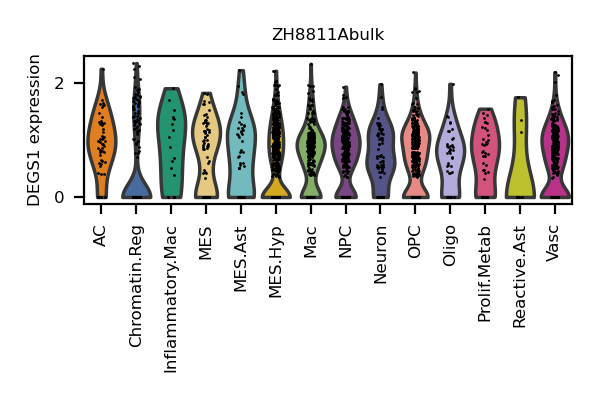 ZH8811Abulk
DEGS1 expression
2
0
AC
Chromatin.Reg
Inflammatory.Mac
MES
MES.Ast
MES.Hyp
Mac
NPC
Neuron
OPC
Oligo
Prolif.Metab
Reactive.Ast
Vasc